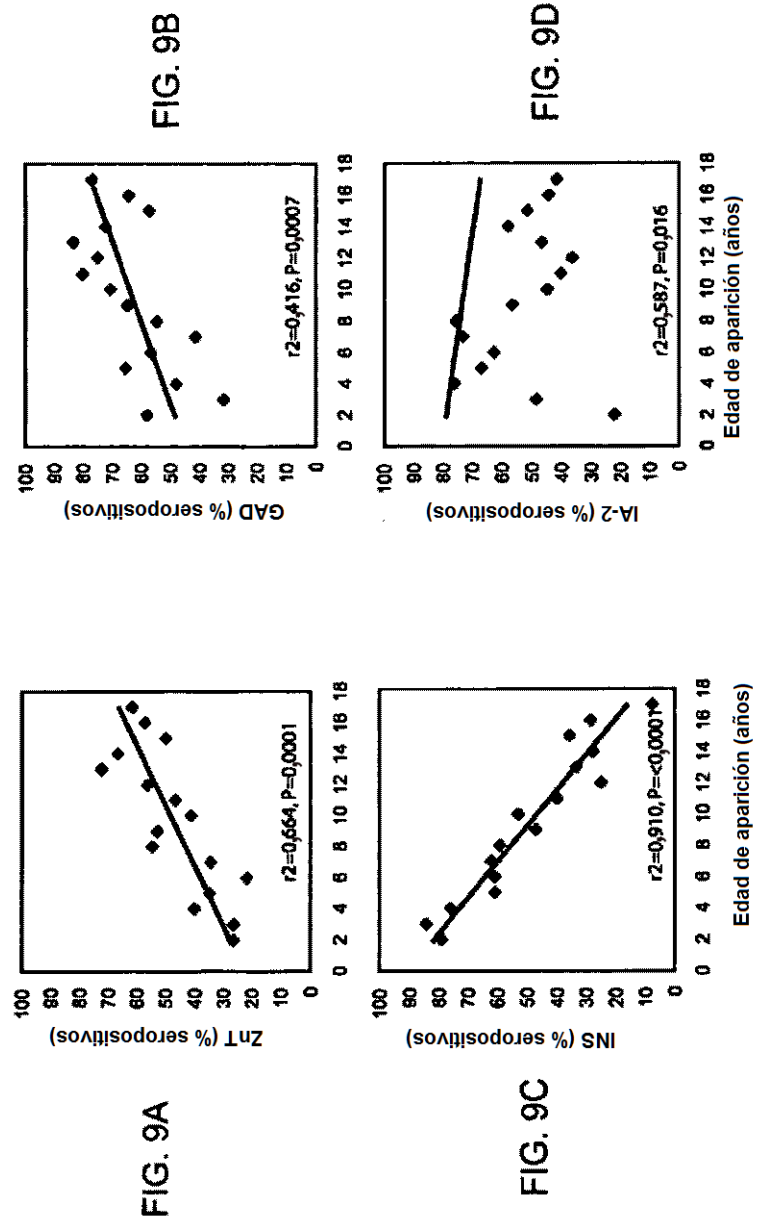 FIG. 9A
ZnT (% seropositivos)
100
90
80
70
60
50
40
30
20
10
0
r2=0,664, P=0,0001
0 2 4 6 8 10 12 14 16 18
FIG. 9B
GAD (% seropositivos)
100
90
80
70
60
50
40
30
20
10
0
r2=0,416, P=0,0007
0 2 4 6 8 10 12 14 16 18
FIG. 9C
INS (% seropositivos)
100
90
80
70
60
50
40
30
20
10
0
r2=0,910, P=<0,0001
0 2 4 6 8 10 12 14 16 18
Edad de aparición (años)
FIG. 9D
IA-2 (% seropositivos)
100
90
80
70
60
50
40
30
20
10
0
r2=0,587, P=0,016
0 2 4 6 8 10 12 14 16 18
Edad de aparición (años)